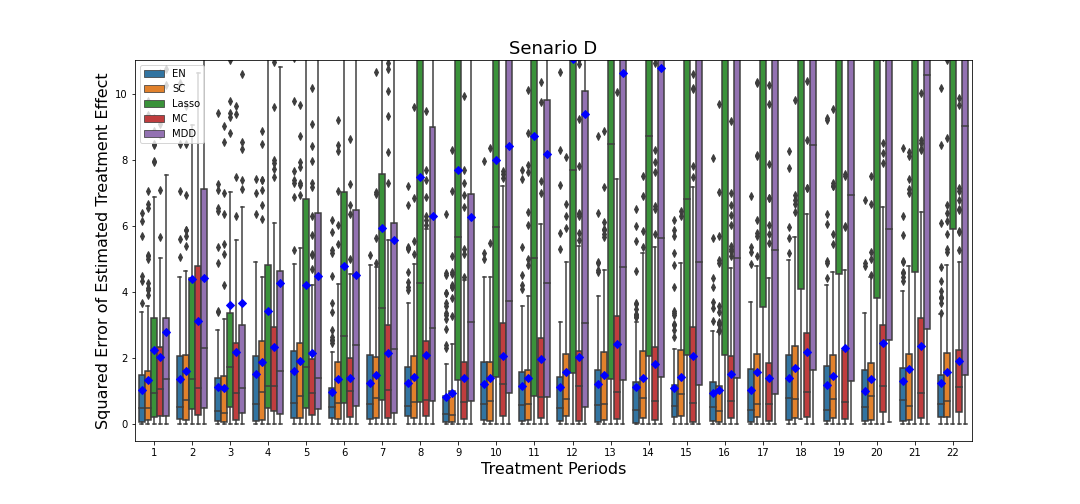 Senario D
Squared Error of Estimated Treatment Effect
10
8
6
4
2
0
EN
SC
Lasso
MC
MDD
1 2 3 4 5 6 7 8 9 10 11 12 13 14 15 16 17 18 19 20 21 22
Treatment Periods